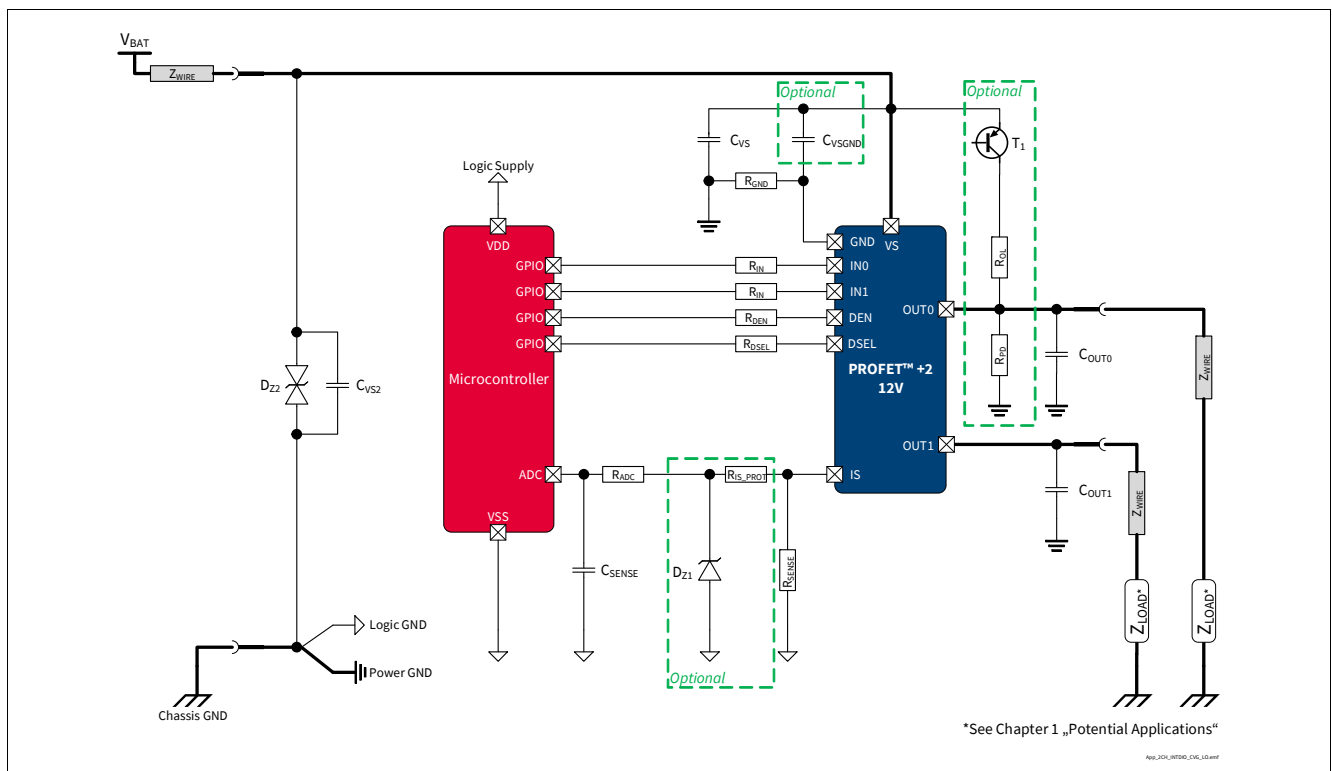 VBAT
ZWIRE
Optional
Optional
CVS
CVSGND
T1
Logic Supply
RGND
VDD
GND
VS
GPIO
RIN
IN0
ROL
GPIO
RIN
IN1
GPIO
RDEN
DEN
OUT0
GPIO
RDSEL
DSEL
PROFET™ +2
12V
RPD
COUT0
ZWIRE
DZ2
CVS2
Microcontroller
OUT1
ADC
RADC
RIS_PROT
IS
COUT1
ZWIRE
VSS
CSENSE
DZ1
RSENSE
ZLOAD*
ZLOAD*
Logic GND
Power GND
Optional
Chassis GND
*See Chapter 1 „Potential Applications“
App_2CH_INTDIO_CVG_LO.emf